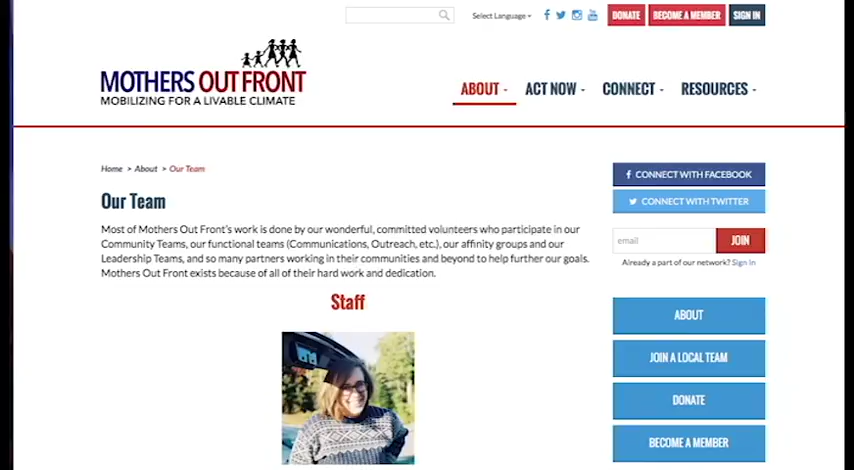 Select Language
DONATE
BECOME A MEMBER
SIGN IN
MOTHERS OUT FRONT
MOBILIZING FOR A LIVABLE CLIMATE
ABOUT
ACT NOW
CONNECT
RESOURCES
Home > About > Our Team
Our Team
Most of Mothers Out Front's work is done by our wonderful, committed volunteers who participate in our
Community Teams, our functional teams (Communications, Outreach, etc.), our affinity groups and our
Leadership Teams, and so many partners working in their communities and beyond to help further our goals.
Mothers Out Front exists because of all of their hard work and dedication.
Staff
CONNECT WITH FACEBOOK
CONNECT WITH TWITTER
email
JOIN
Already a part of our network? Sign In
ABOUT
JOIN A LOCAL TEAM
DONATE
BECOME A MEMBER